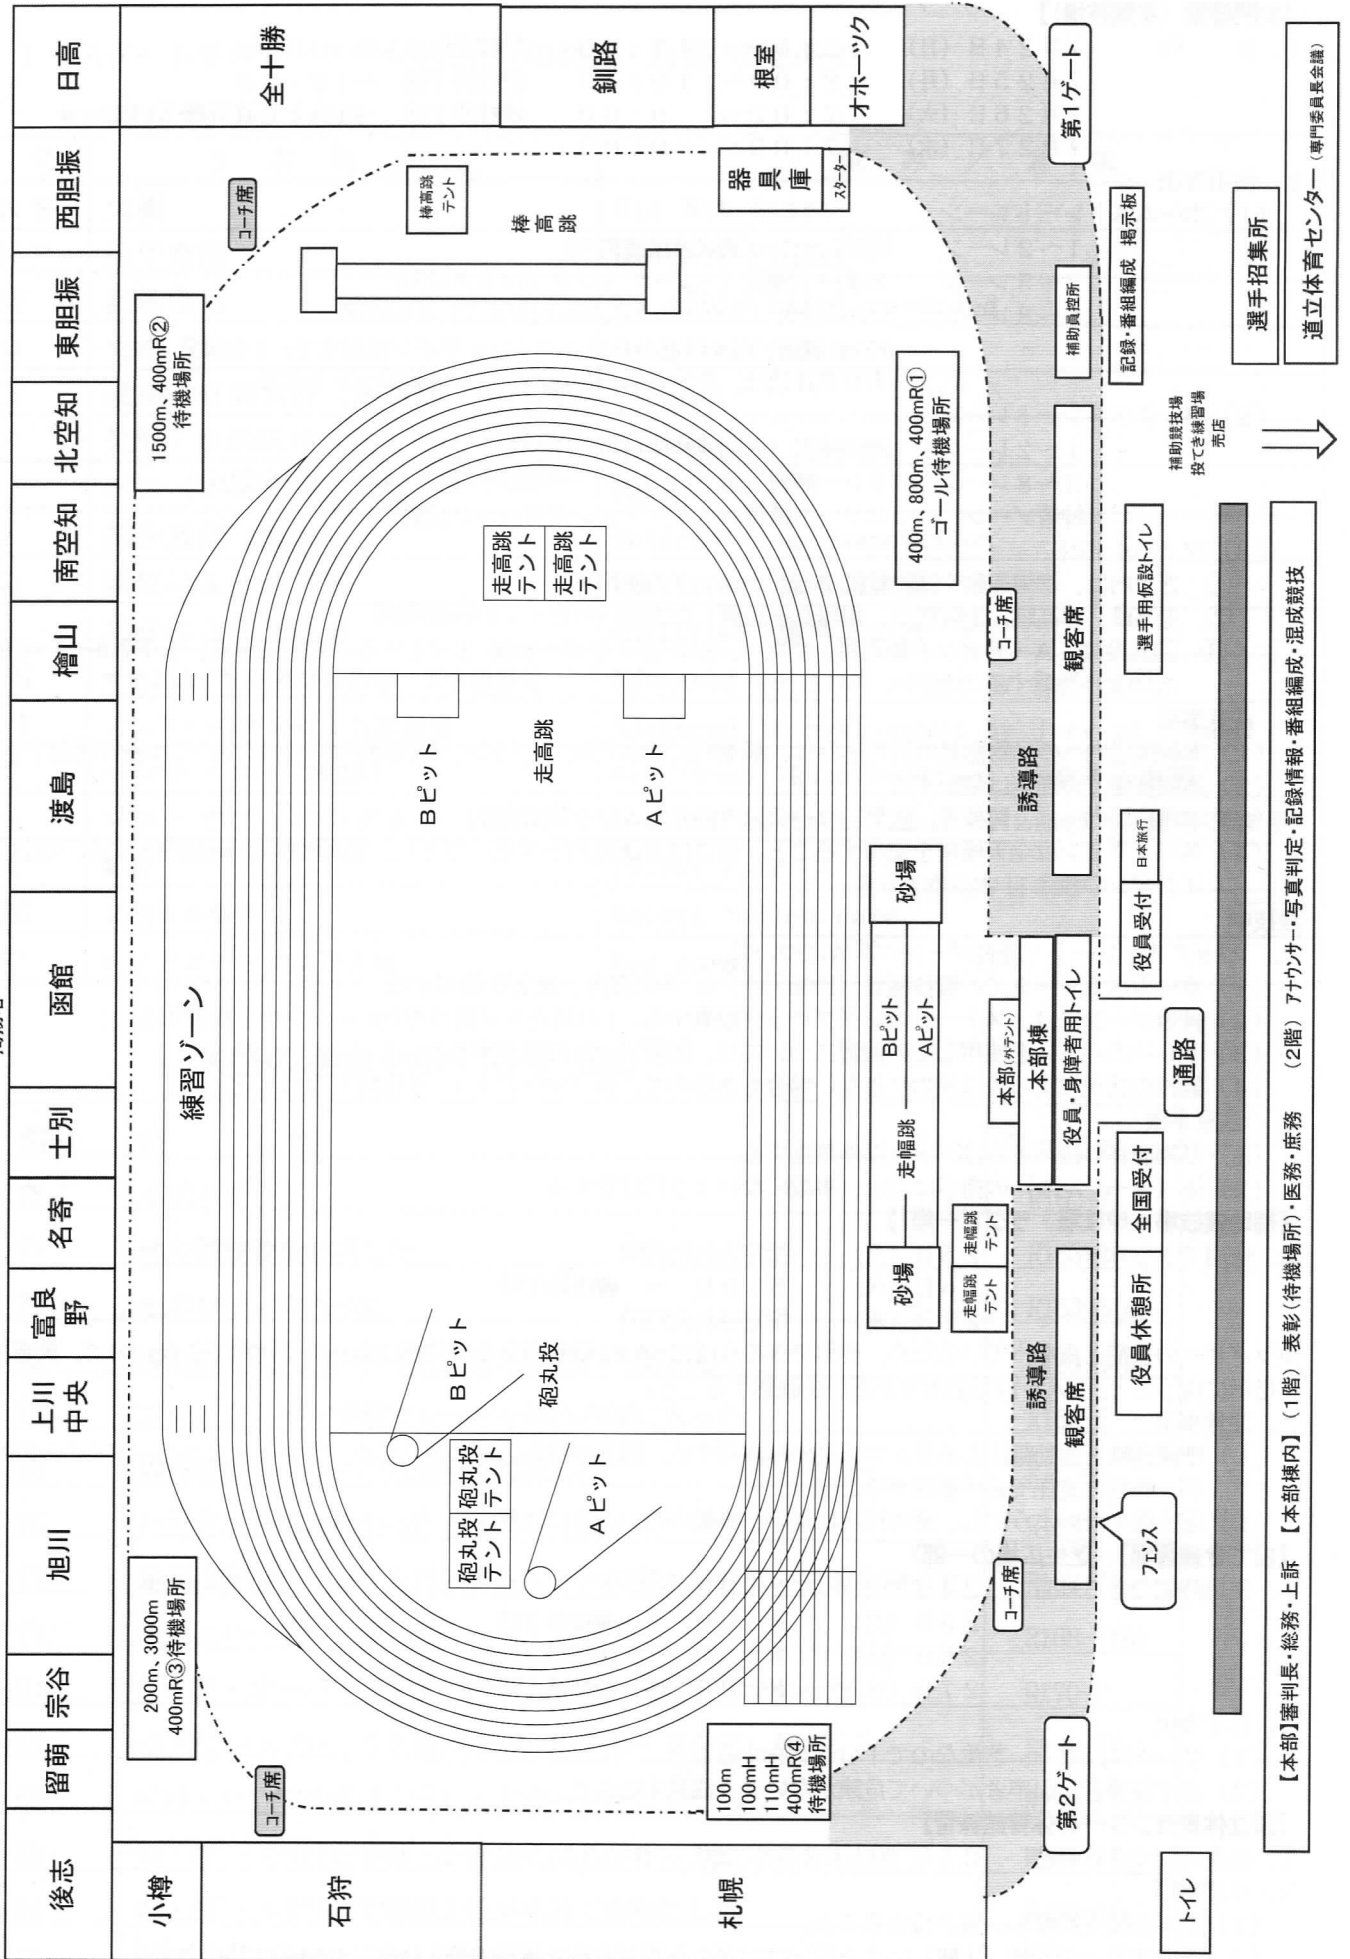 後志
留萌
宗谷
旭川
上川
中央
富良
野
名寄
士別
函館
渡島
檜山
南空知
北空知
東胆振
西胆振
日高
小樽
石狩
札幌
全十勝
釧路
根室
オホーツク
200m、3000m
400mR③待機場所
コーチ席
練習ゾーン
1500m、400mR②
待機場所
コーチ席
砲丸投
テント
砲丸投
テント
Bピット
砲丸投
Aピット
Bピット
走高跳
Aピット
走高跳
テント
走高跳
テント
棒高跳
テント
棒高跳
器具庫
スターター
100m
100mH
110mH
400mR④
待機場所
砂場
走幅跳
Bピット
Aピット
砂場
400m、800m、400mR①
ゴール待機場所
走幅跳
テント
走幅跳
テント
コーチ席
本部(外テント)
本部棟
役員・身障者用トイレ
コーチ席
誘導路
観客席
誘導路
観客席
補助員控所
第2ゲート
第1ゲート
フェンス
役員休憩所
全国受付
通路
役員受付
日本旅行
選手用仮設トイレ
記録・番組編成 掲示板
補助競技場
投てき練習場
売店
選手招集所
道立体育センター(専門委員長会議)
トイレ
【本部】審判長・総務・上訴 【本部棟内】(1階) 表彰(待機場所)・医務・庶務 (2階) アナウンサー・写真判定・記録情報・番組編成・混成競技